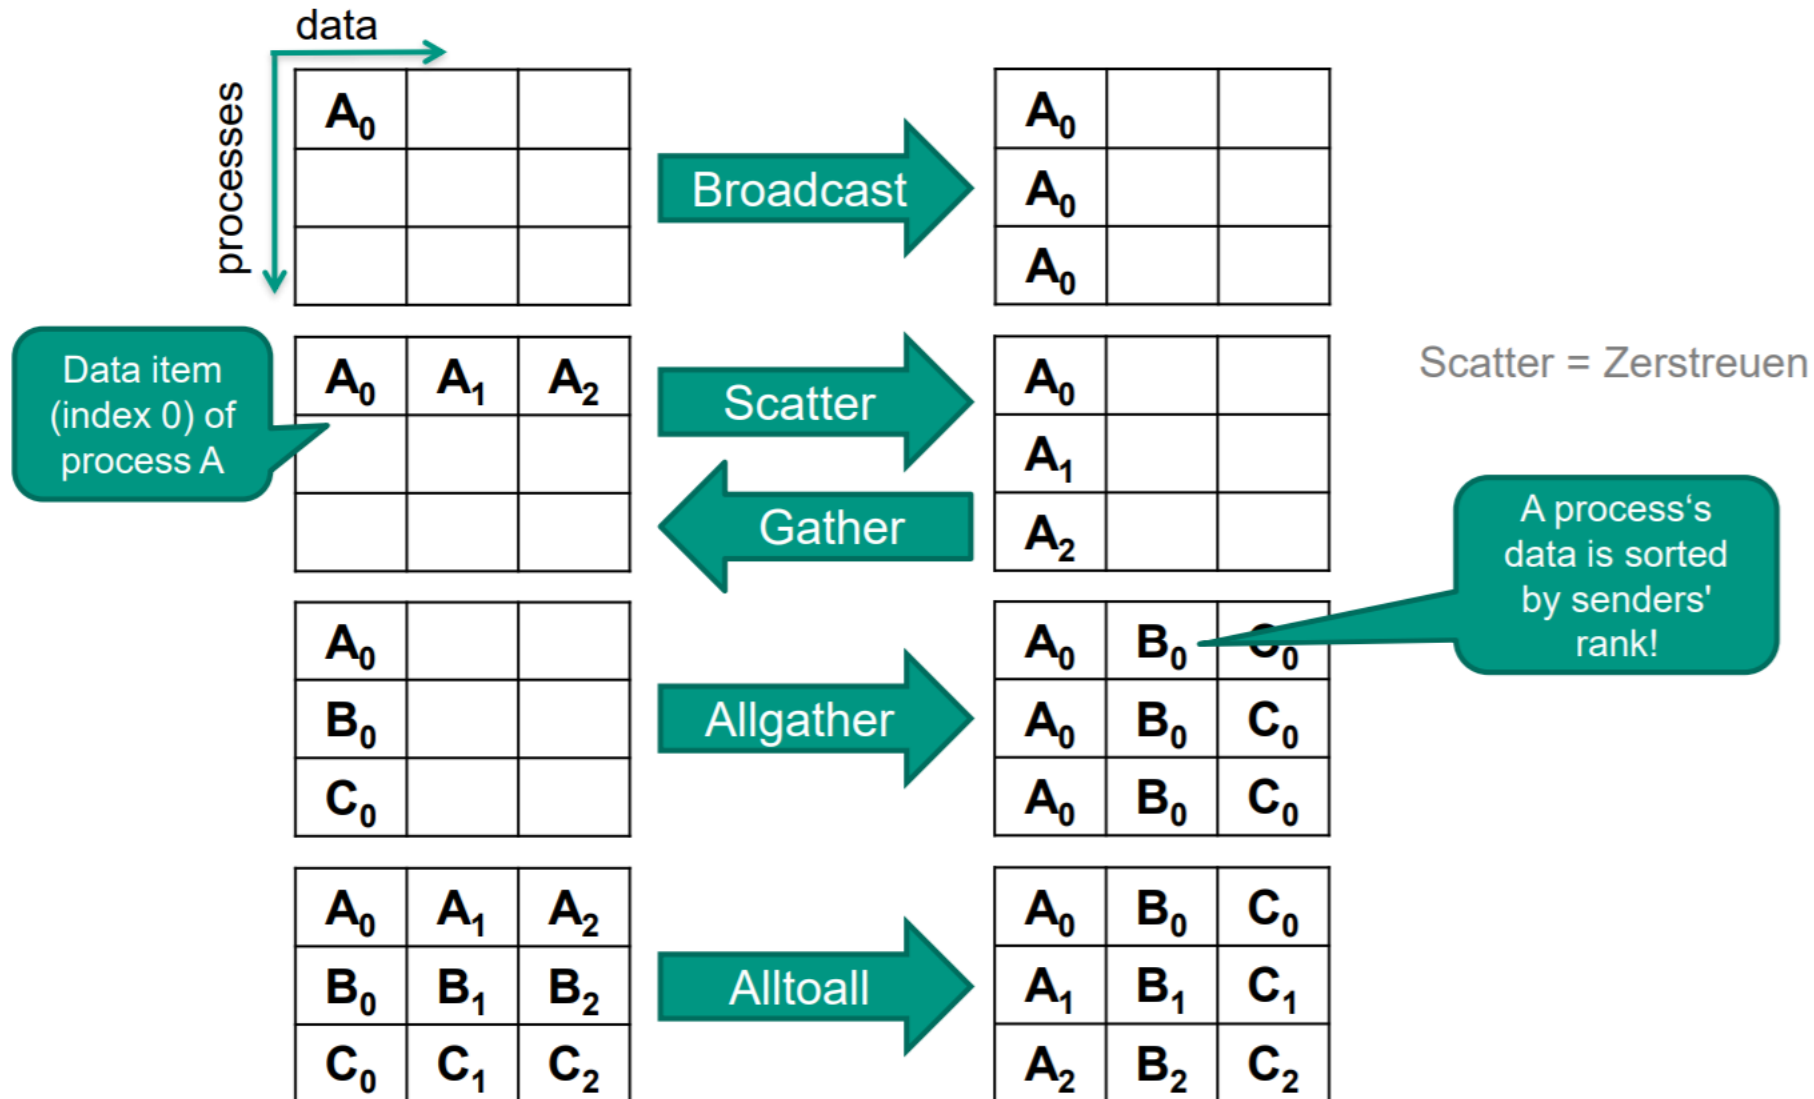 data
processes
A0
Broadcast
A0
A0
A0
Data item
(index 0) of
process A
A0 A1 A2
Scatter
Gather
A0
A1
A2
Scatter = Zerstreuen
A process‘s
data is sorted
by senders'
rank!
A0
B0
C0
Allgather
A0 B0 C0
A0 B0 C0
A0 B0 C0
A0 A1 A2
B0 B1 B2
C0 C1 C2
Alltoall
A0 B0 C0
A1 B1 C1
A2 B2 C2